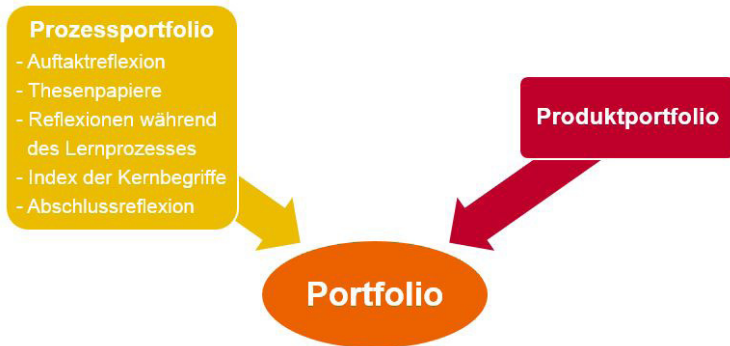 Prozessportfolio
- Auftaktreflexion
- Thesenpapiere
- Reflexionen während
des Lernprozesses
- Index der Kernbegriffe
- Abschlussreflexion
Produktportfolio
Portfolio